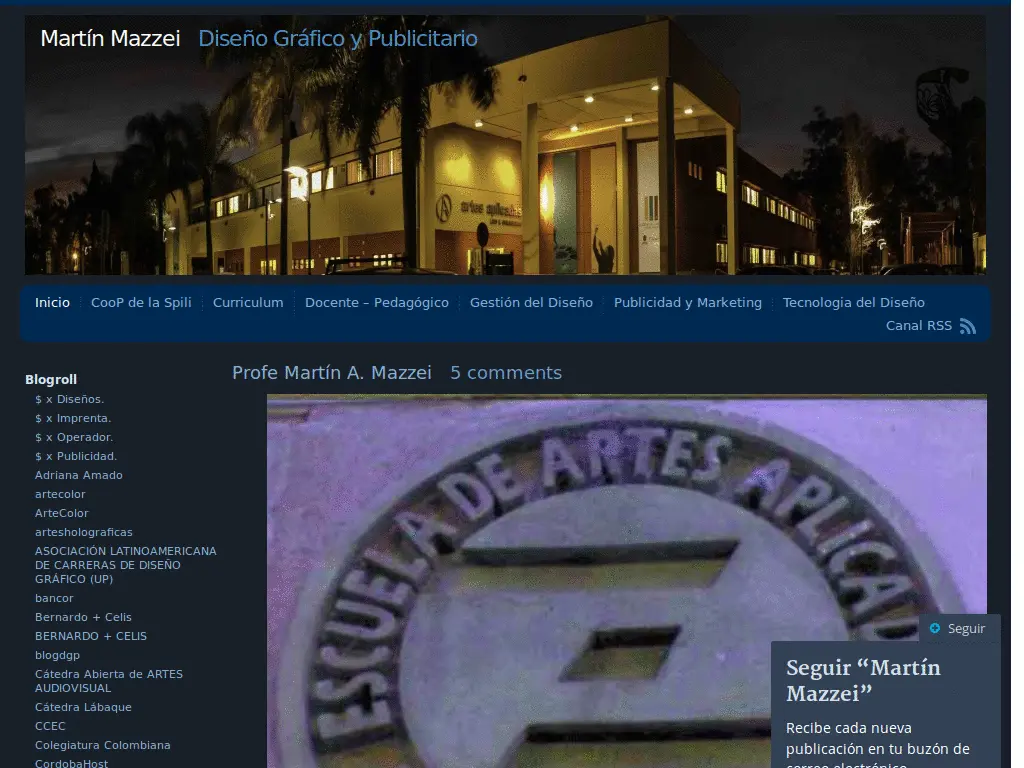 Martín Mazzei Diseño Gráfico y Publicitario
artes aplicadas
Inicio CooP de la Spili Curriculum Docente – Pedagógico Gestión del Diseño Publicidad y Marketing Tecnologia del Diseño
Canal RSS
Profe Martín A. Mazzei 5 comments
Blogroll
$ x Diseños.
$ x Imprenta.
$ x Operador.
$ x Publicidad.
Adriana Amado
artecolor
ArteColor
artesholograficas
ASOCIACIÓN LATINOAMERICANA
DE CARRERAS DE DISEÑO
GRÁFICO (UP)
bancor
Bernardo + Celis
BERNARDO + CELIS
blogdgp
Cátedra Abierta de ARTES
AUDIOVISUAL
Cátedra Lábaque
CCEC
Colegiatura Colombiana
CordobaHost
ESCUELA DE ARTES APLICAD
Seguir
Seguir “Martín
Mazzei”
Recibe cada nueva
publicación en tu buzón de
correo electrónico.